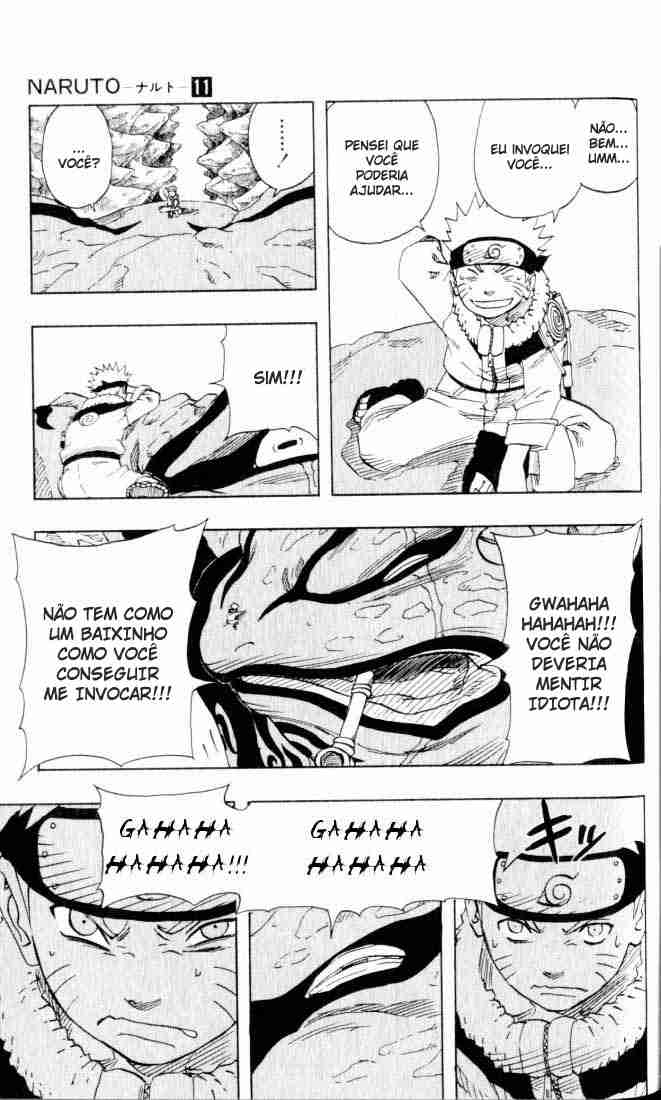 NARUTO —ナルト— 11
NÃO...
BEM...
UMM...
EU INVOQUEI
VOCÊ...
PENSEI QUE
VOCÊ
PODERIA
AJUDAR...
.......
...
VOCÊ?
SIM!!!
GWAHAHA
HAHAHAH!!!
VOCÊ NÃO
DEVERIA
MENTIR
IDIOTA!!!
NÃO TEM COMO
UM BAIXINHO
COMO VOCÊ
CONSEGUIR
ME INVOCAR!!!
キッ
GAHAHA
HAHAHA
GAHAHA
HAHAHA!!!